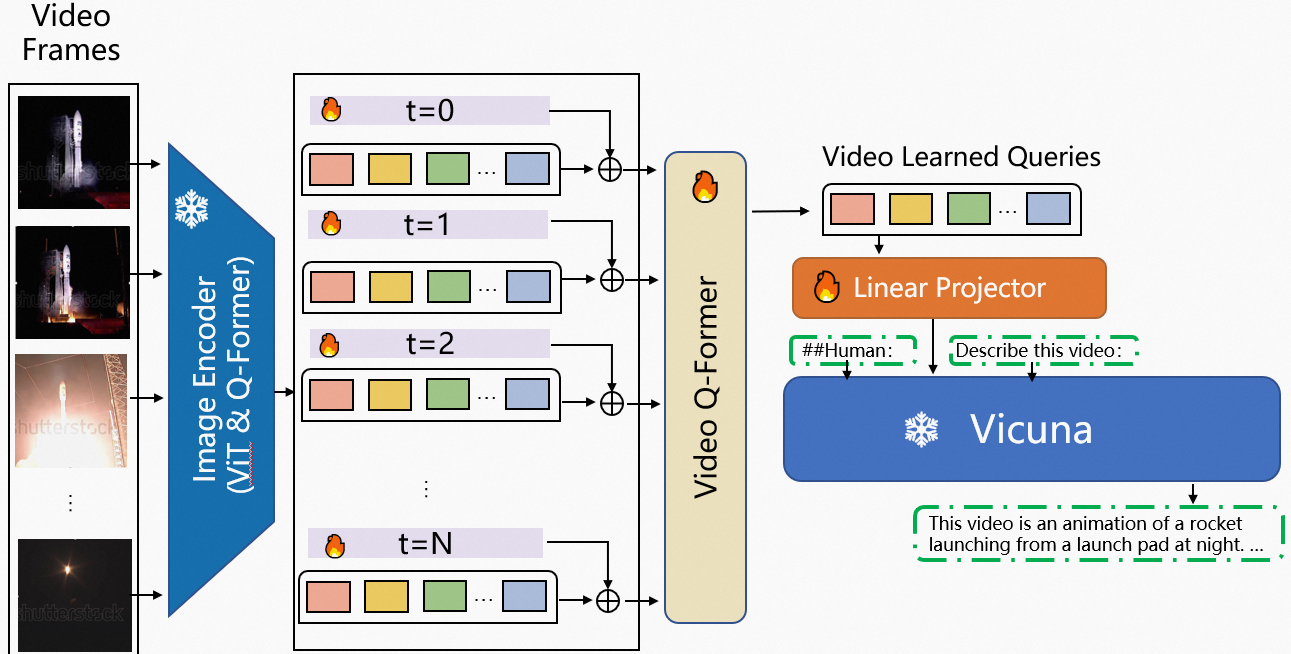 Video
Frames
shutterstock
shutterstock
shutterstock
shutterstock
Image Encoder
(ViT & Q-Former)
t=0
...
t=1
...
t=2
...
⋮
t=N
...
Video Q-Former
Video Learned Queries
...
Linear Projector
##Human:
Describe this video:
Vicuna
This video is an animation of a rocket
launching from a launch pad at night. ...